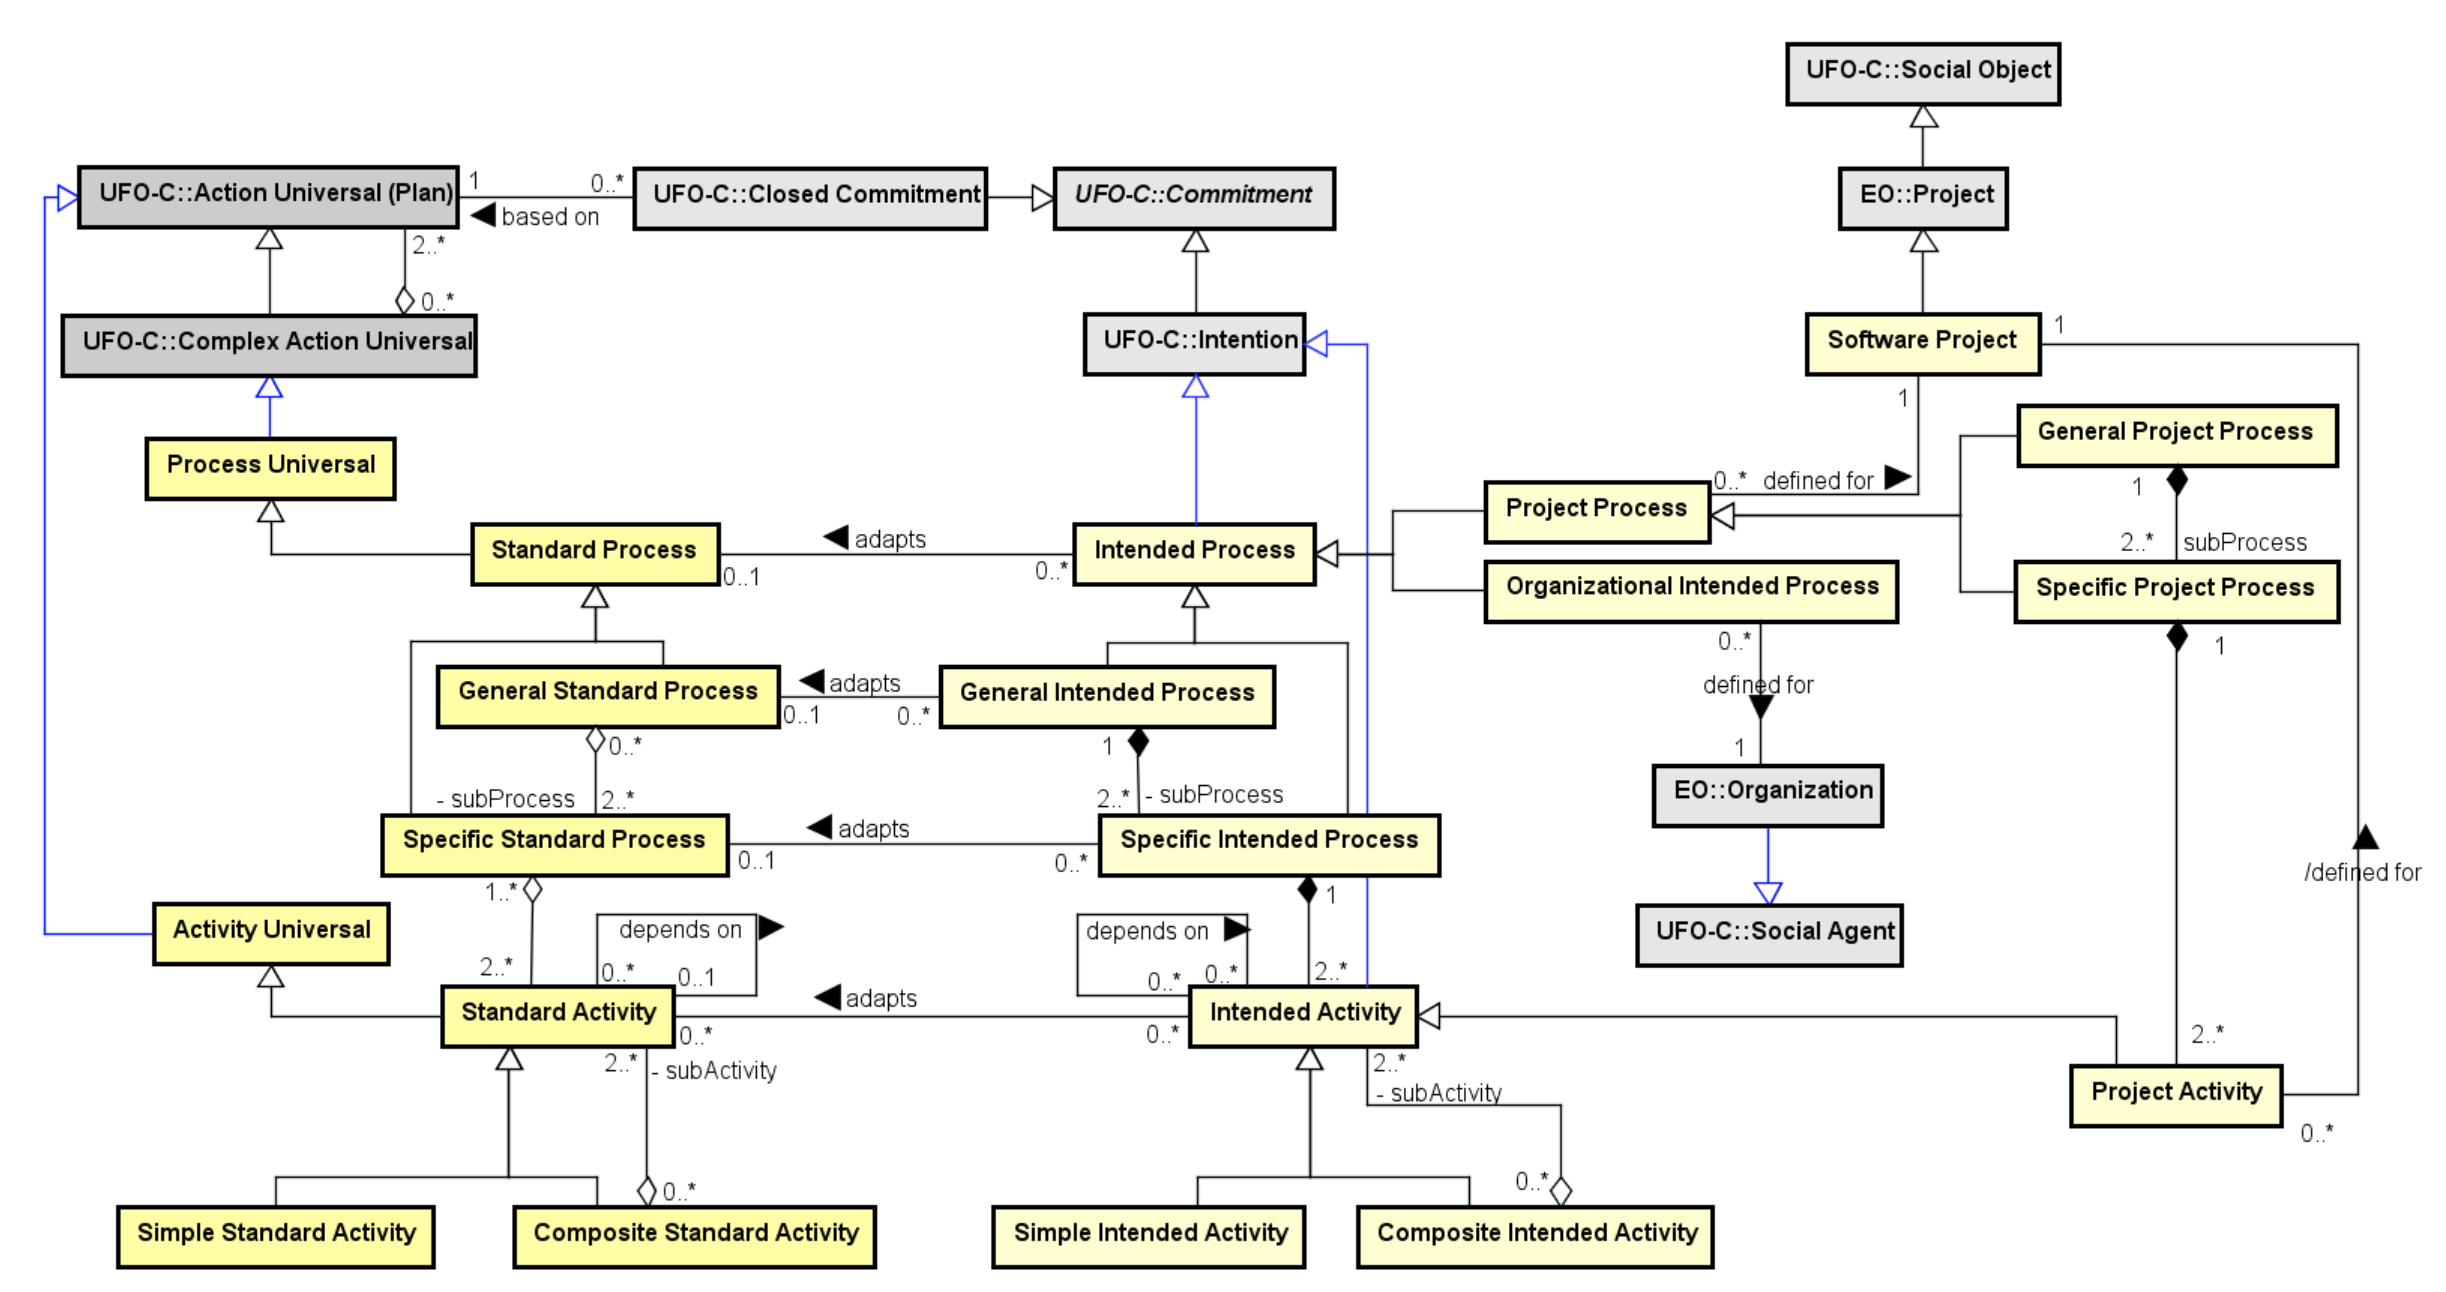 UFO-C::Social Object
UFO-C::Action Universal (Plan)
1
0..*
based on
UFO-C::Closed Commitment
UFO-C::Commitment
EO::Project
2..*
0..*
UFO-C::Complex Action Universal
UFO-C::Intention
Software Project
1
1
Process Universal
General Project Process
1
2..*
subProcess
Project Process
0..*
defined for
Standard Process
adapts
0..1
0..*
Intended Process
Organizational Intended Process
Specific Project Process
0..*
defined for
1
1
General Standard Process
adapts
0..1
0..*
General Intended Process
0..*
- subProcess
2..*
1
2..*
- subProcess
EO::Organization
Specific Standard Process
adapts
0..1
0..*
Specific Intended Process
/defined for
1..*
2..*
1
2..*
Activity Universal
depends on
0..*
0..1
depends on
0..*
0..*
UFO-C::Social Agent
Standard Activity
adapts
0..*
0..*
Intended Activity
2..*
2..*
- subActivity
2..*
- subActivity
Project Activity
0..*
0..*
0..*
Simple Standard Activity
Composite Standard Activity
Simple Intended Activity
Composite Intended Activity